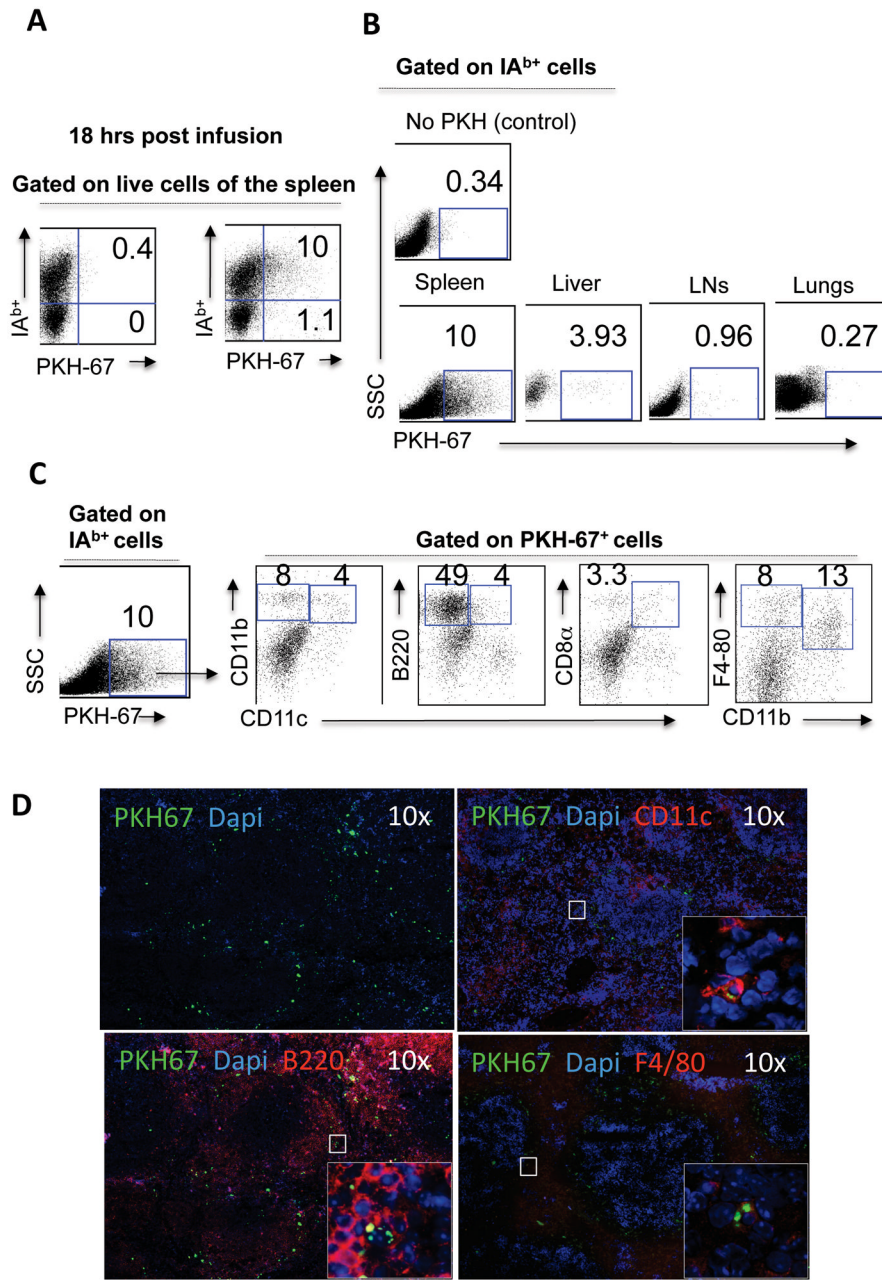 A
18 hrs post infusion
Gated on live cells of the spleen
IAb+
0.4
0
PKH-67
IAb+
10
1.1
PKH-67
B
Gated on IAb+ cells
No PKH (control)
0.34
Spleen
Liver
LNs
Lungs
10
3.93
0.96
0.27
SSC
PKH-67
C
Gated on
IAb+ cells
Gated on PKH-67+ cells
SSC
10
PKH-67
CD11b
8
4
B220
49
4
CD8α
3.3
F4-80
8
13
CD11c
CD11b
D
PKH67 Dapi 10x
PKH67 Dapi CD11c 10x
PKH67 Dapi B220 10x
PKH67 Dapi F4/80 10x